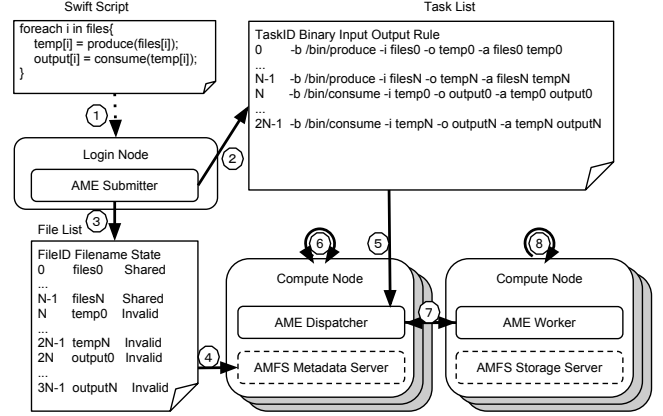 Swift Script
foreach i in files{
temp[i] = produce(files[i]);
output[i] = consume(temp[i]);
}
Task List
TaskID Binary Input Output Rule
0 -b /bin/produce -i files0 -o temp0 -a files0 temp0
...
N-1 -b /bin/produce -i filesN -o tempN -a filesN tempN
N -b /bin/consume -i temp0 -o output0 -a temp0 output0
...
2N-1 -b /bin/consume -i tempN -o outputN -a tempN outputN
1
Login Node
AME Submitter
2
3
File List
FileID Filename State
0 files0 Shared
...
N-1 filesN Shared
N temp0 Invalid
...
2N-1 tempN Invalid
2N output0 Invalid
...
3N-1 outputN Invalid
4
5
6
Compute Node
AME Dispatcher
AMFS Metadata Server
7
8
Compute Node
AME Worker
AMFS Storage Server